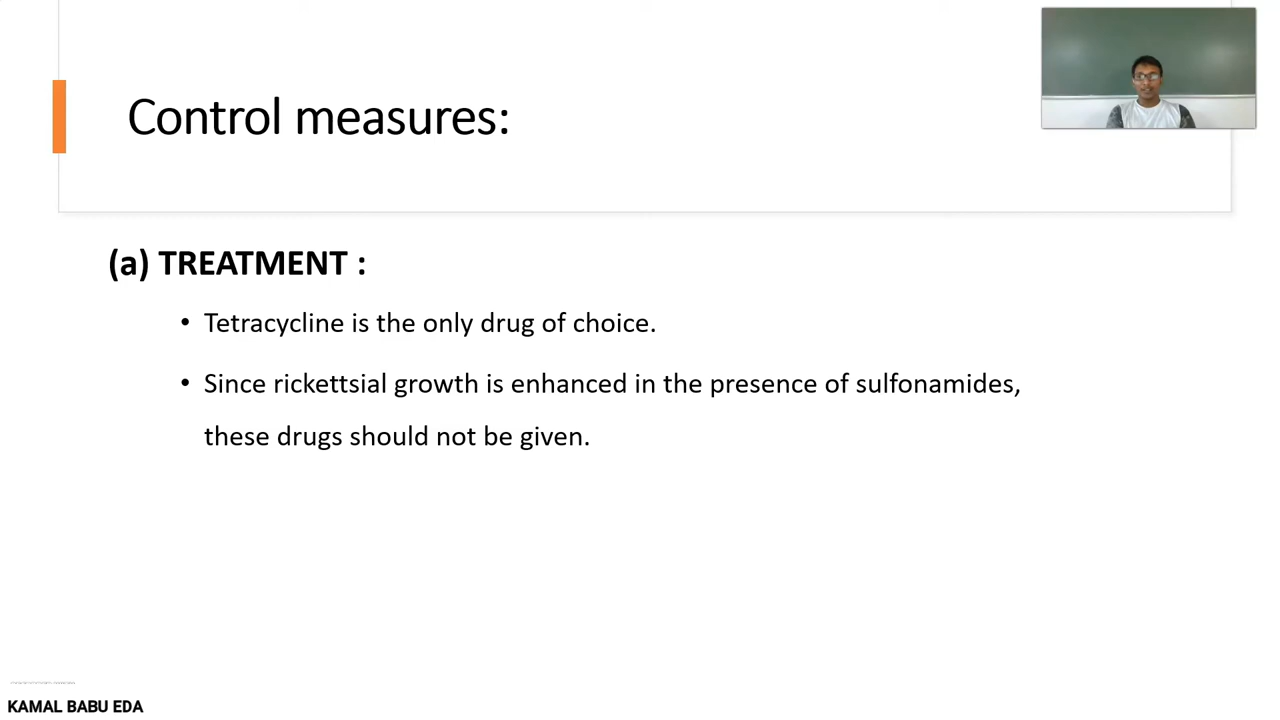 Control measures:
(a) TREATMENT :
• Tetracycline is the only drug of choice.
• Since rickettsial growth is enhanced in the presence of sulfonamides,
these drugs should not be given.
KAMAL BABU EDA